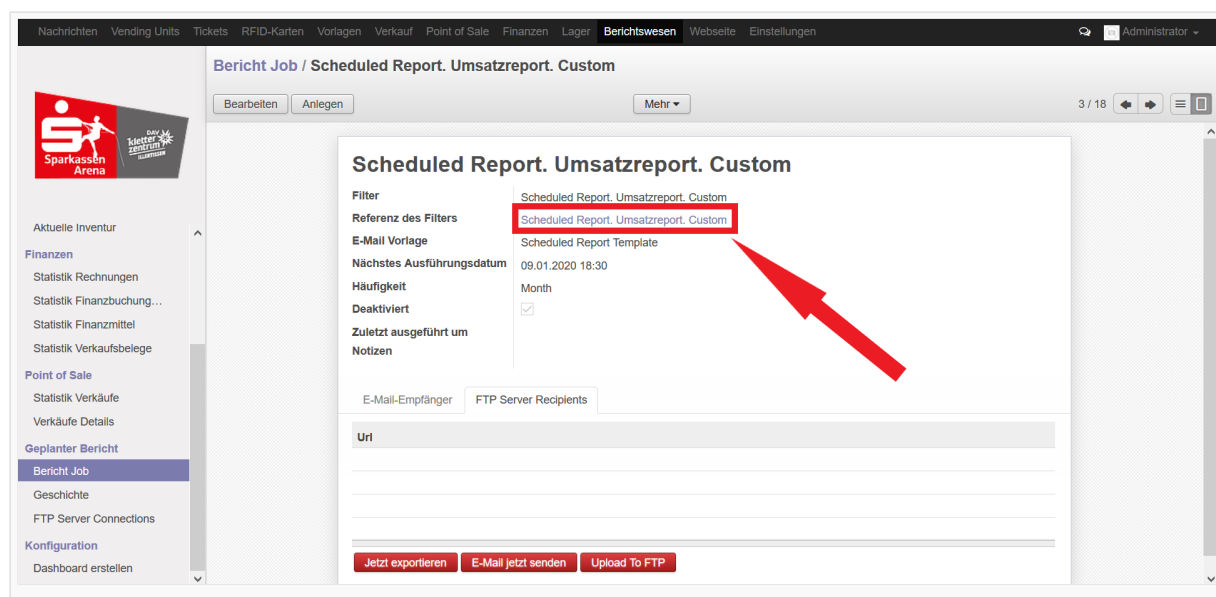 Nachrichten Vending Units Tickets RFID-Karten Vorlagen Verkauf Point of Sale Finanzen Lager Berichtswesen Webseite Einstellungen Administrator
Bericht Job / Scheduled Report. Umsatzreport. Custom
Bearbeiten Anlegen Mehr 3 / 18
DAV
kletter
zentrum
ILLERTISSEN
Sparkassen
Arena
Aktuelle Inventur
Finanzen
Statistik Rechnungen
Statistik Finanzbuchung…
Statistik Finanzmittel
Statistik Verkaufsbelege
Point of Sale
Statistik Verkäufe
Verkäufe Details
Geplanter Bericht
Bericht Job
Geschichte
FTP Server Connections
Konfiguration
Dashboard erstellen
Scheduled Report. Umsatzreport. Custom
Filter Scheduled Report. Umsatzreport. Custom
Referenz des Filters Scheduled Report. Umsatzreport. Custom
E-Mail Vorlage Scheduled Report Template
Nächstes Ausführungsdatum 09.01.2020 18:30
Häufigkeit Month
Deaktiviert
Zuletzt ausgeführt um
Notizen
E-Mail-Empfänger FTP Server Recipients
Url
Jetzt exportieren E-Mail jetzt senden Upload To FTP